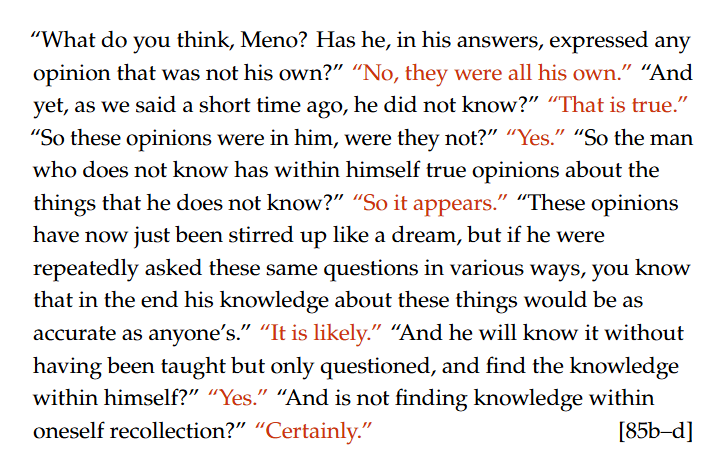 “What do you think, Meno? Has he, in his answers, expressed any
opinion that was not his own?” “No, they were all his own.” “And
yet, as we said a short time ago, he did not know?” “That is true.”
“So these opinions were in him, were they not?” “Yes.” “So the man
who does not know has within himself true opinions about the
things that he does not know?” “So it appears.” “These opinions
have now just been stirred up like a dream, but if he were
repeatedly asked these same questions in various ways, you know
that in the end his knowledge about these things would be as
accurate as anyone’s.” “It is likely.” “And he will know it without
having been taught but only questioned, and find the knowledge
within himself?” “Yes.” “And is not finding knowledge within
oneself recollection?” “Certainly.” [85b–d]